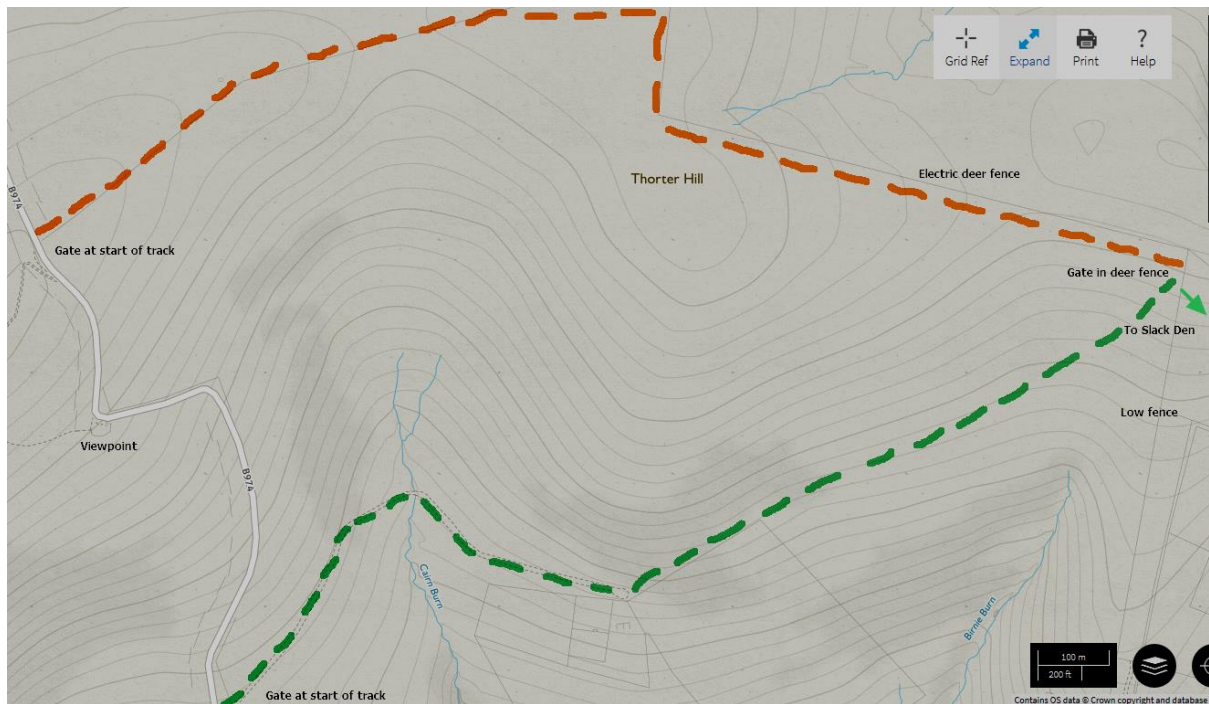 Grid Ref
Expand
Print
?
Help
Thorter Hill
Electric deer fence
B974
Gate at start of track
Gate in deer fence
To Slack Den
Low fence
Viewpoint
B974
Cairn Burn
Birnie Burn
100 m
200 ft
Gate at start of track
Contains OS data © Crown copyright and database